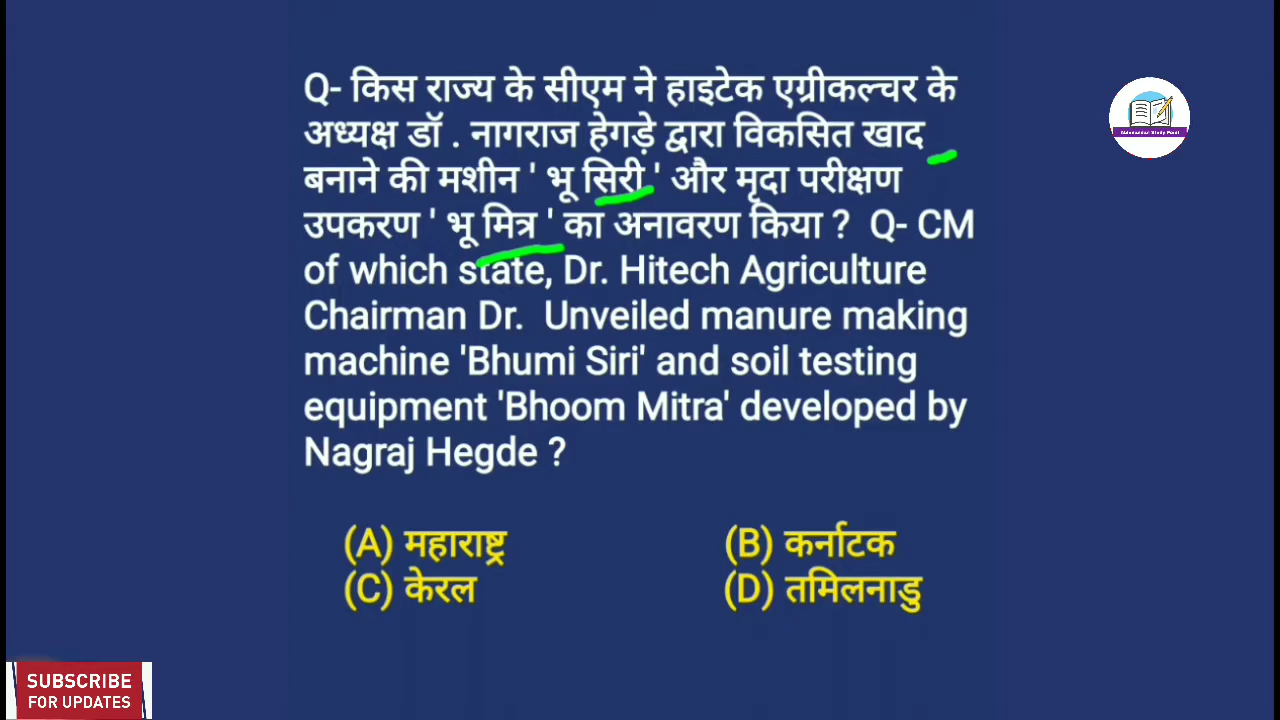 Q- किस राज्य के सीएम ने हाइटेक एग्रीकल्चर के
अध्यक्ष डॉ . नागराज हेगड़े द्वारा विकसित खाद
बनाने की मशीन ' भू सिरी ' और मृदा परीक्षण
उपकरण ' भू मित्र ' का अनावरण किया ? Q- CM
of which state, Dr. Hitech Agriculture
Chairman Dr. Unveiled manure making
machine 'Bhumi Siri' and soil testing
equipment 'Bhoom Mitra' developed by
Nagraj Hegde ?
(A) महाराष्ट्र (B) कर्नाटक
(C) केरल (D) तमिलनाडु
SUBSCRIBE
FOR UPDATES